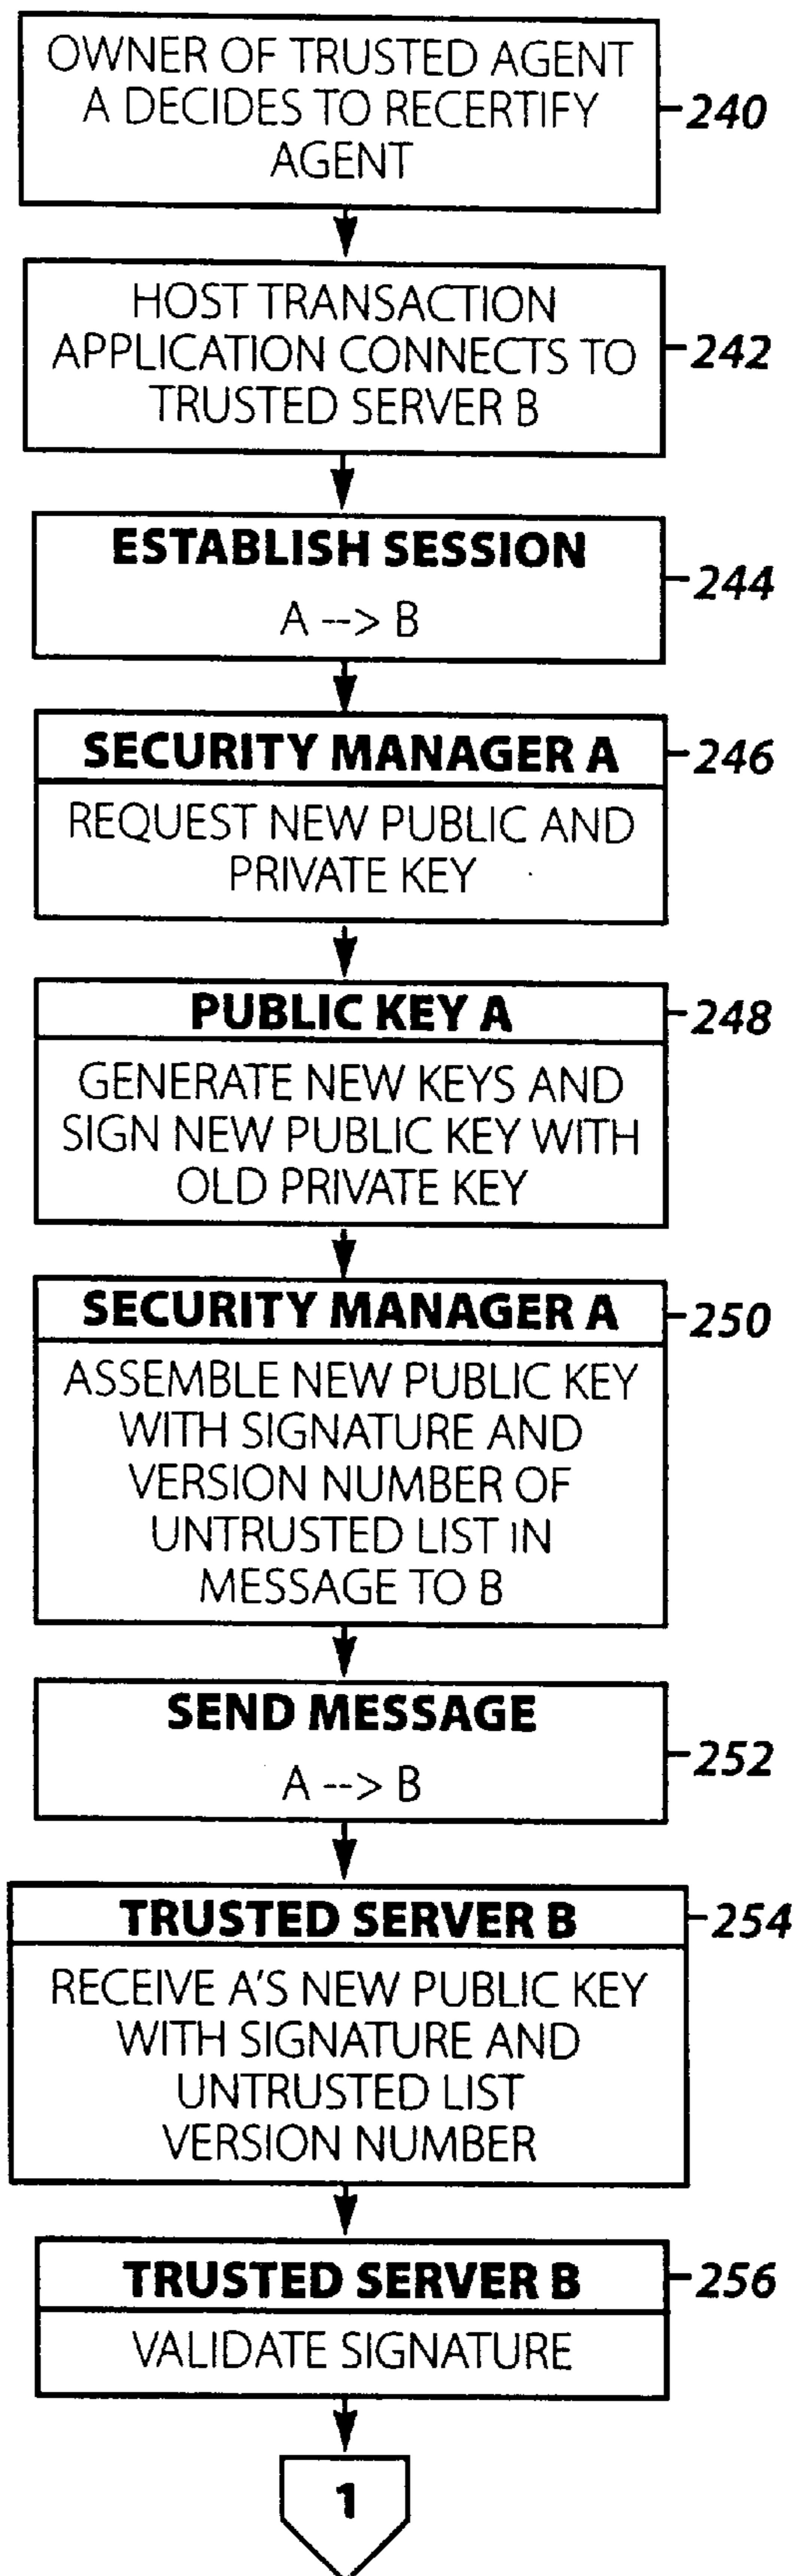 OWNER OF TRUSTED AGENT
A DECIDES TO RECERTIFY
AGENT
240
HOST TRANSACTION
APPLICATION CONNECTS TO
TRUSTED SERVER B
242
ESTABLISH SESSION
A --> B
244
SECURITY MANAGER A
246
REQUEST NEW PUBLIC AND
PRIVATE KEY
PUBLIC KEY A
248
GENERATE NEW KEYS AND
SIGN NEW PUBLIC KEY WITH
OLD PRIVATE KEY
SECURITY MANAGER A
250
ASSEMBLE NEW PUBLIC KEY
WITH SIGNATURE AND
VERSION NUMBER OF
UNTRUSTED LIST IN
MESSAGE TO B
SEND MESSAGE
A --> B
252
TRUSTED SERVER B
254
RECEIVE A'S NEW PUBLIC KEY
WITH SIGNATURE AND
UNTRUSTED LIST
VERSION NUMBER
TRUSTED SERVER B
256
VALIDATE SIGNATURE
1